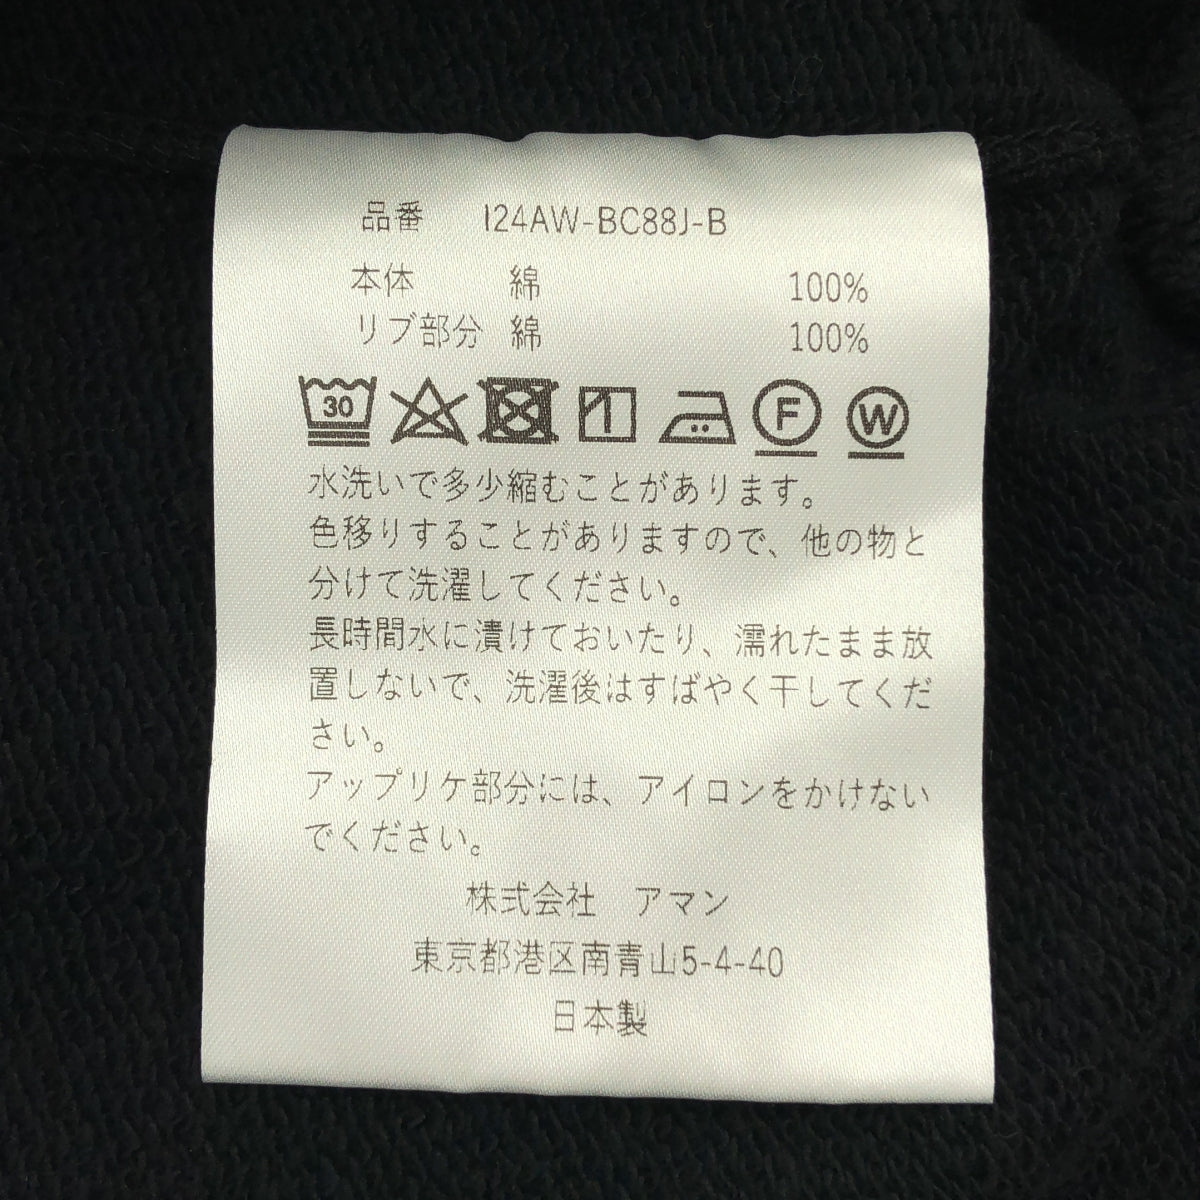 品番 I24AW-BC88J-B
本体 綿 100%
リブ部分 綿 100%
30 F W
水洗いで多少縮むことがあります。
色移りすることがありますので、他の物と
分けて洗濯してください。
長時間水に漬けておいたり、濡れたまま放
置しないで、洗濯後はすばやく干してくだ
さい。
アップリケ部分には、アイロンをかけない
でください。
株式会社 アマン
東京都港区南青山5-4-40
日本製